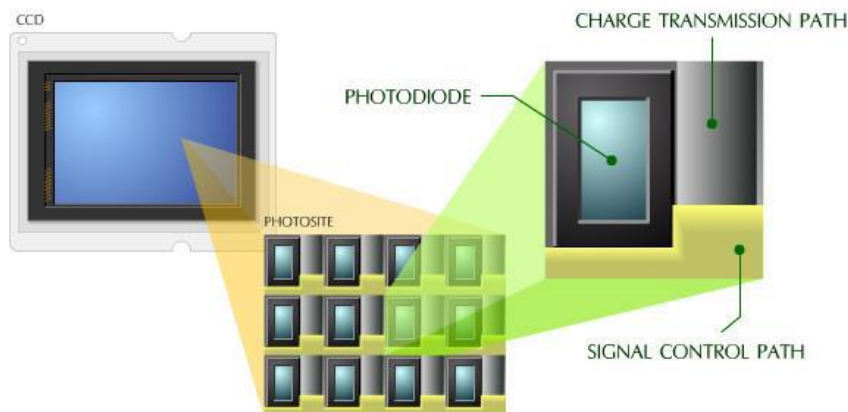 CCD
CHARGE TRANSMISSION PATH
PHOTODIODE
PHOTOSITE
SIGNAL CONTROL PATH